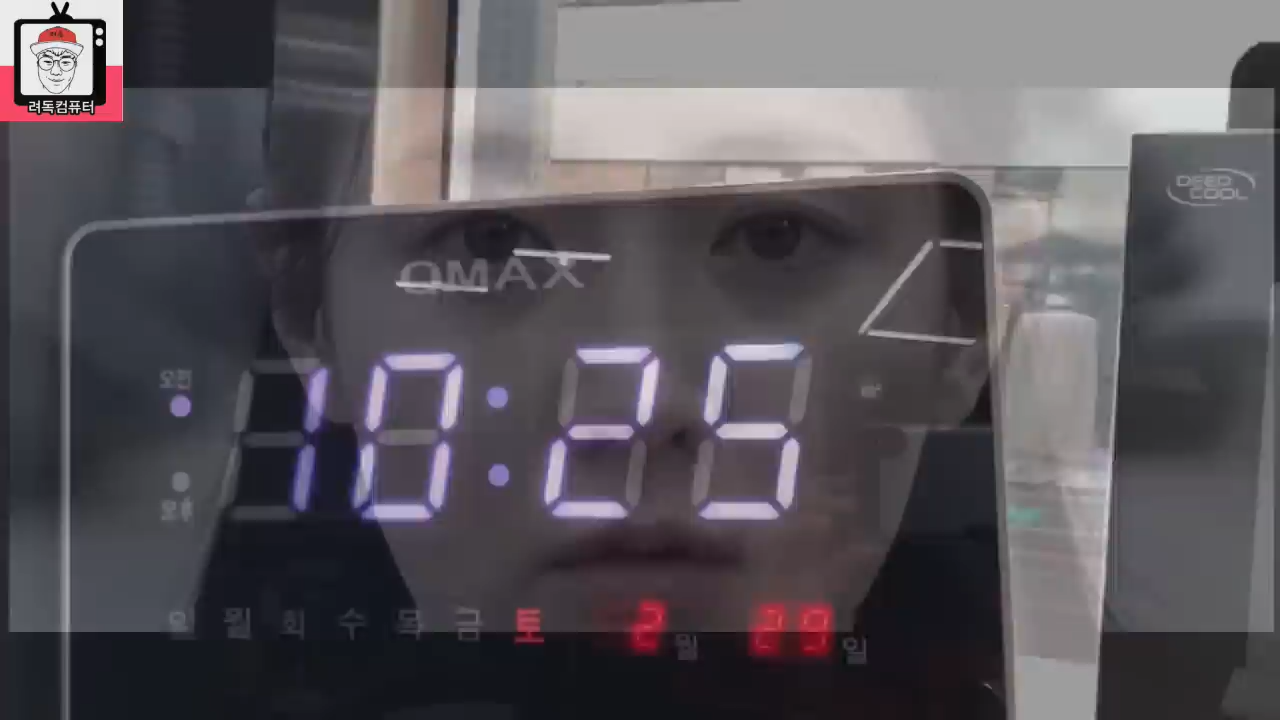 려독컴퓨터
DEEP
COOL
QMAX
오전
10:25
오후
일 월 화 수 목 금 토 2 월 29 일